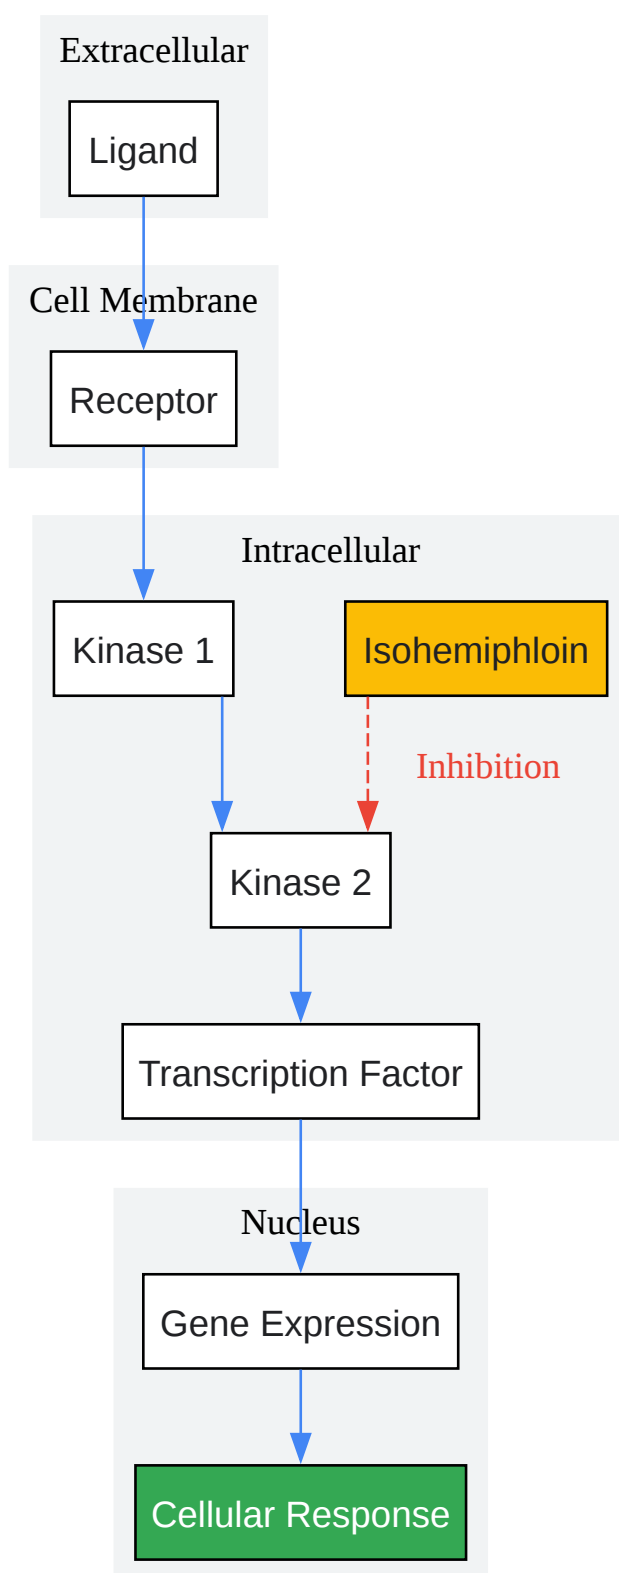 Extracellular
Ligand
Cell Membrane
Receptor
Intracellular
Kinase 1
Isohemiphloin
Inhibition
Kinase 2
Transcription Factor
Nucleus
Gene Expression
Cellular Response